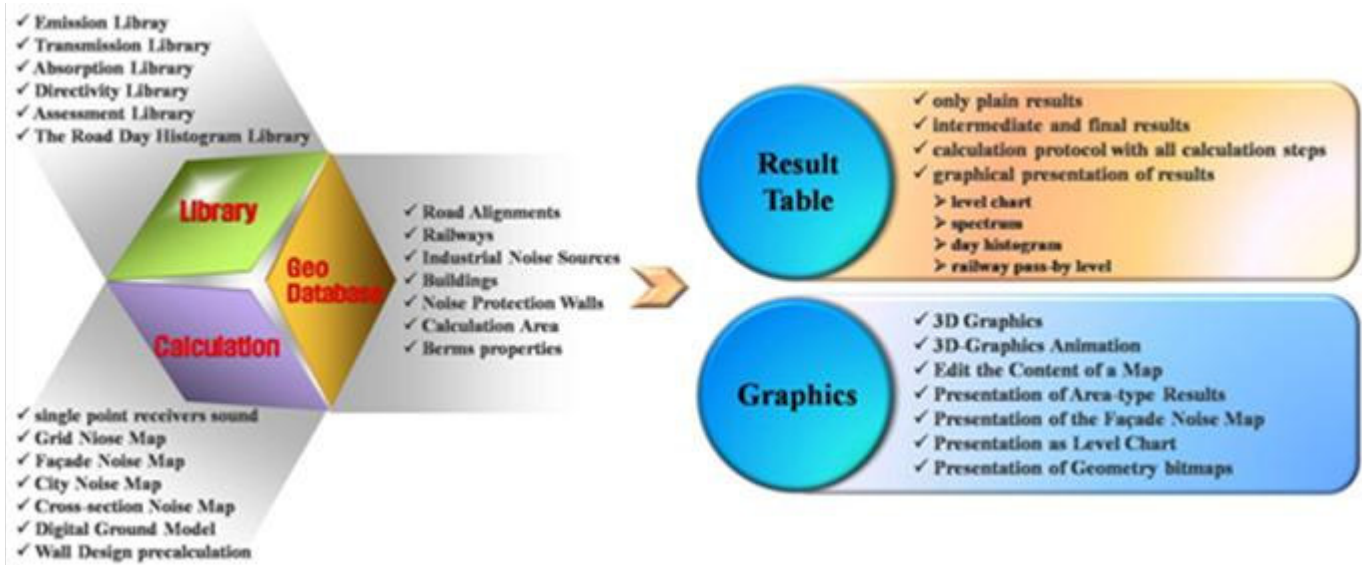 ✓ Emission Libray
✓ Transmission Library
✓ Absorption Library
✓ Directivity Library
✓ Assessment Library
✓ The Road Day Histogram Library
Library
Geo
Database
Calculation
✓ Road Alignments
✓ Railways
✓ Industrial Noise Sources
✓ Buildings
✓ Noise Protection Walls
✓ Calculation Area
✓ Berms properties
✓ single point receivers sound
✓ Grid Niose Map
✓ Façade Noise Map
✓ City Noise Map
✓ Cross-section Noise Map
✓ Digital Ground Model
✓ Wall Design precalculation
Result
Table
✓ only plain results
✓ intermediate and final results
✓ calculation protocol with all calculation steps
✓ graphical presentation of results
➢ level chart
➢ spectrum
➢ day histogram
➢ railway pass-by level
Graphics
✓ 3D Graphics
✓ 3D-Graphics Animation
✓ Edit the Content of a Map
✓ Presentation of Area-type Results
✓ Presentation of the Façade Noise Map
✓ Presentation as Level Chart
✓ Presentation of Geometry bitmaps